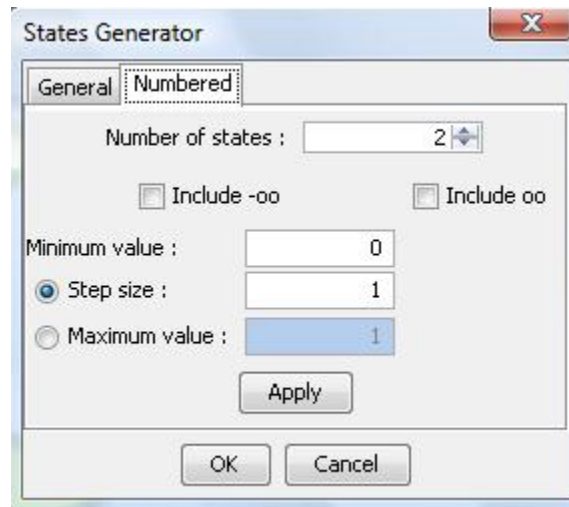 States Generator
General Numbered
Number of states : 2
Include -oo Include oo
Minimum value : 0
Step size : 1
Maximum value : 1
Apply
OK Cancel